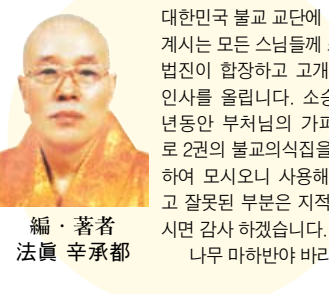 대한민국 불교 교단에
계시는 모든 스님들께
법진이 합장하고 고개
인사를 올립니다. 소승
년동안 부처님의 가피
로 2권의 불교의식집을
하여 모시오니 사용해
고 잘못된 부분은 지적
시면 감사 하겠습니다.
나무 마하반야 바라
編·著者
法眞 辛承都